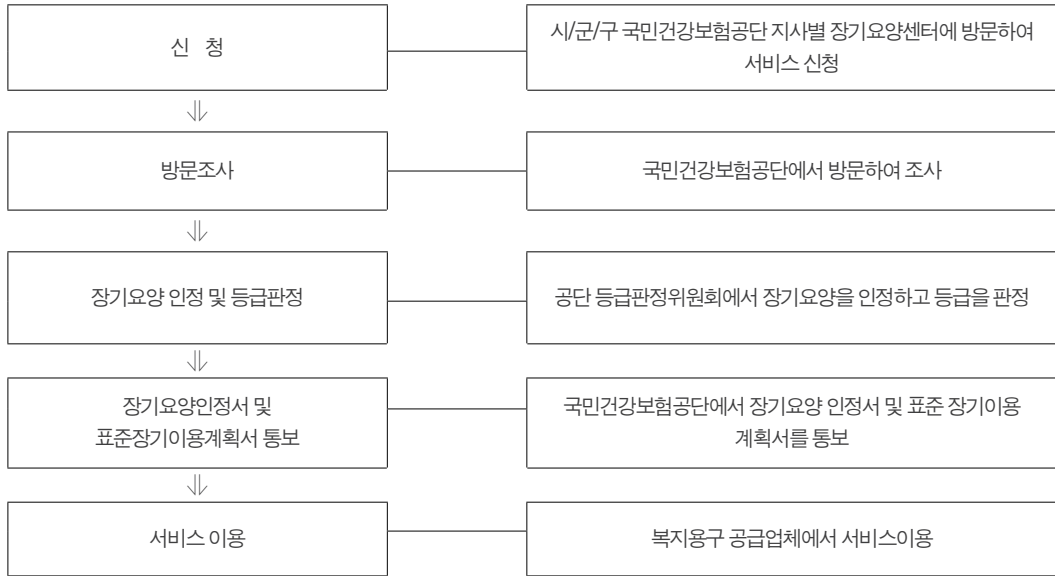 신 청
시/군/구 국민건강보험공단 지사별 장기요양센터에 방문하여
서비스 신청
⇓
방문조사
국민건강보험공단에서 방문하여 조사
⇓
장기요양 인정 및 등급판정
공단 등급판정위원회에서 장기요양을 인정하고 등급을 판정
⇓
장기요양인정서 및
표준장기이용계획서 통보
국민건강보험공단에서 장기요양 인정서 및 표준 장기이용
계획서를 통보
⇓
서비스 이용
복지용구 공급업체에서 서비스이용